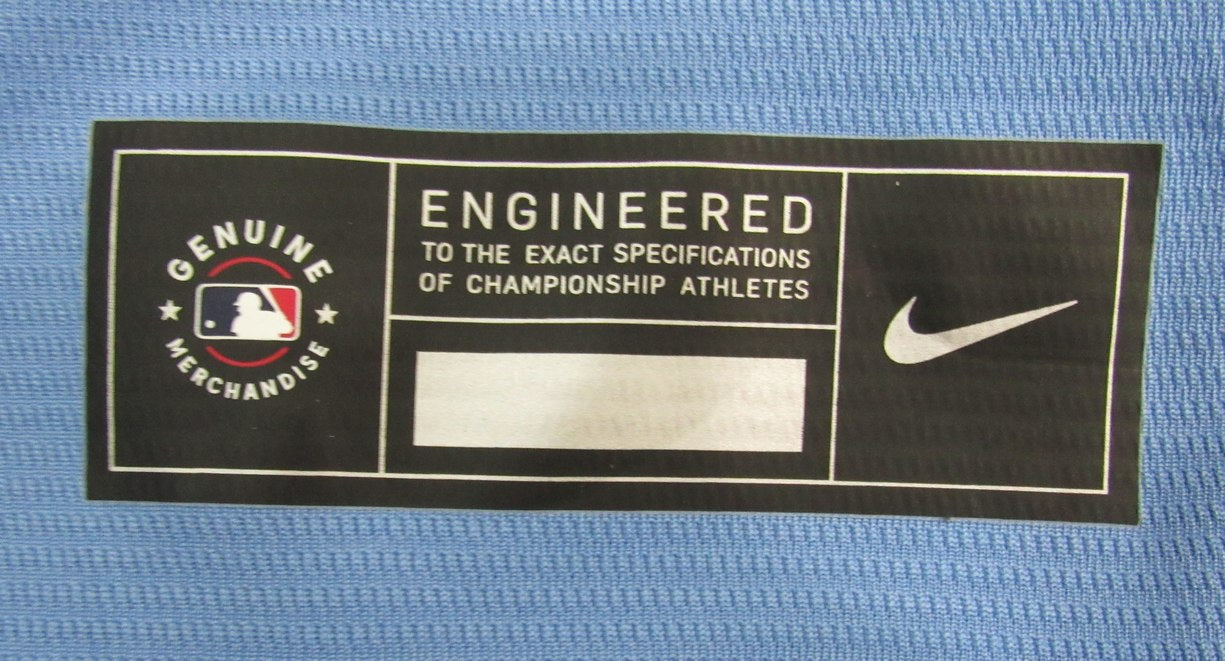 GENUINE
MERCHANDISE
ENGINEERED
TO THE EXACT SPECIFICATIONS
OF CHAMPIONSHIP ATHLETES